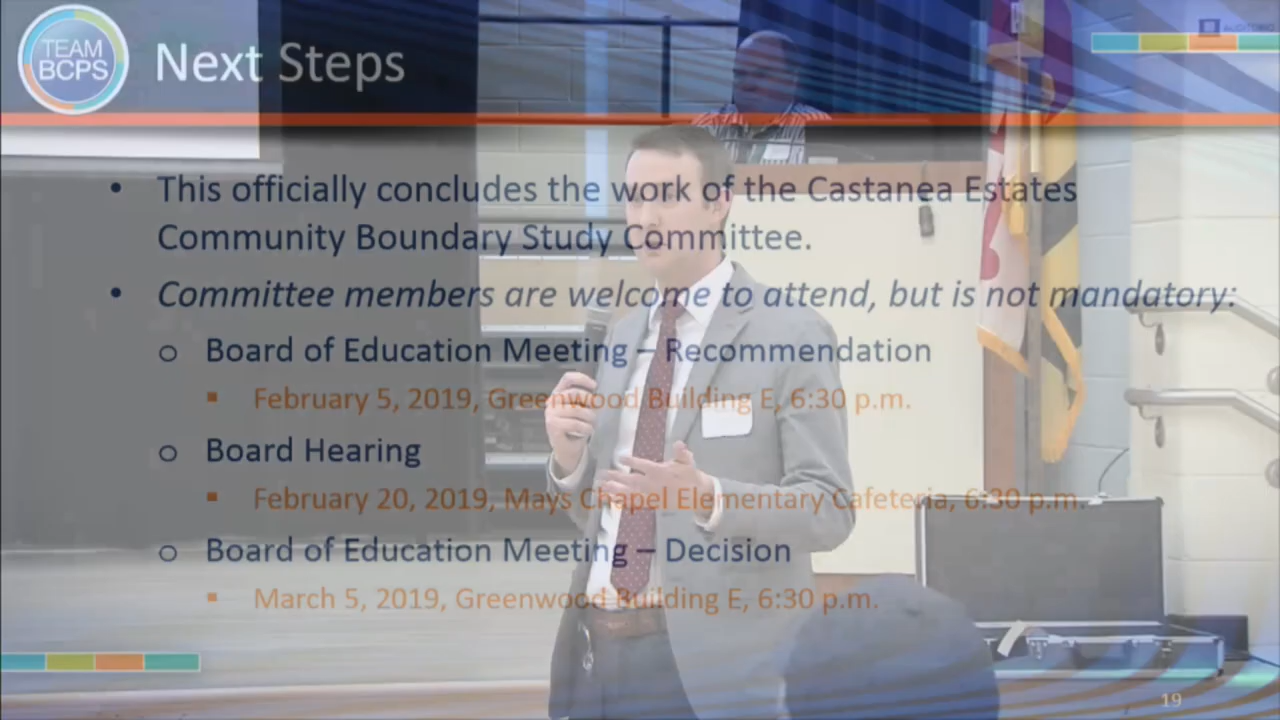 TEAM
BCPS
Next Steps
• This officially concludes the work of the Castanea Estates
Community Boundary Study Committee.
• Committee members are welcome to attend, but is not mandatory:
o Board of Education Meeting – Recommendation
▪ February 5, 2019, Greenwood Building E, 6:30 p.m.
o Board Hearing
▪ February 20, 2019, Mays Chapel Elementary Cafeteria, 6:30 p.m.
o Board of Education Meeting – Decision
▪ March 5, 2019, Greenwood Building E, 6:30 p.m.
19